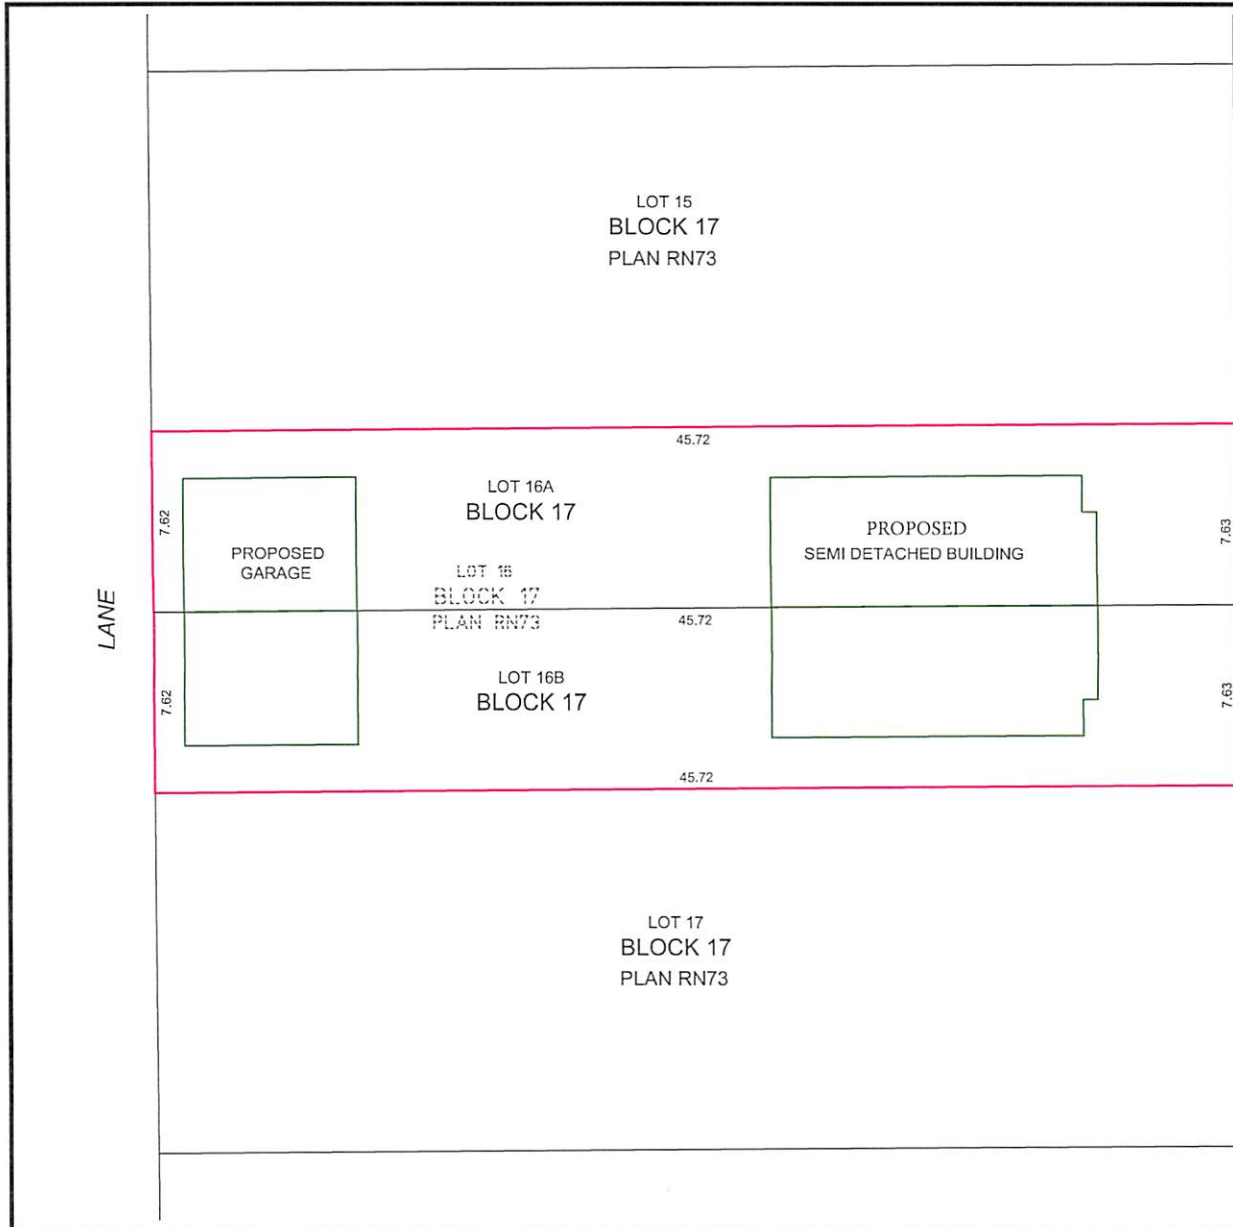 LOT 15
BLOCK 17
PLAN RN73
45.72
LOT 16A
BLOCK 17
7.62
PROPOSED
GARAGE
PROPOSED
SEMI DETACHED BUILDING
7.63
LOT 16
BLOCK 17
PLAN RN73
LANE
45.72
LOT 16B
BLOCK 17
7.62
7.63
45.72
LOT 17
BLOCK 17
PLAN RN73